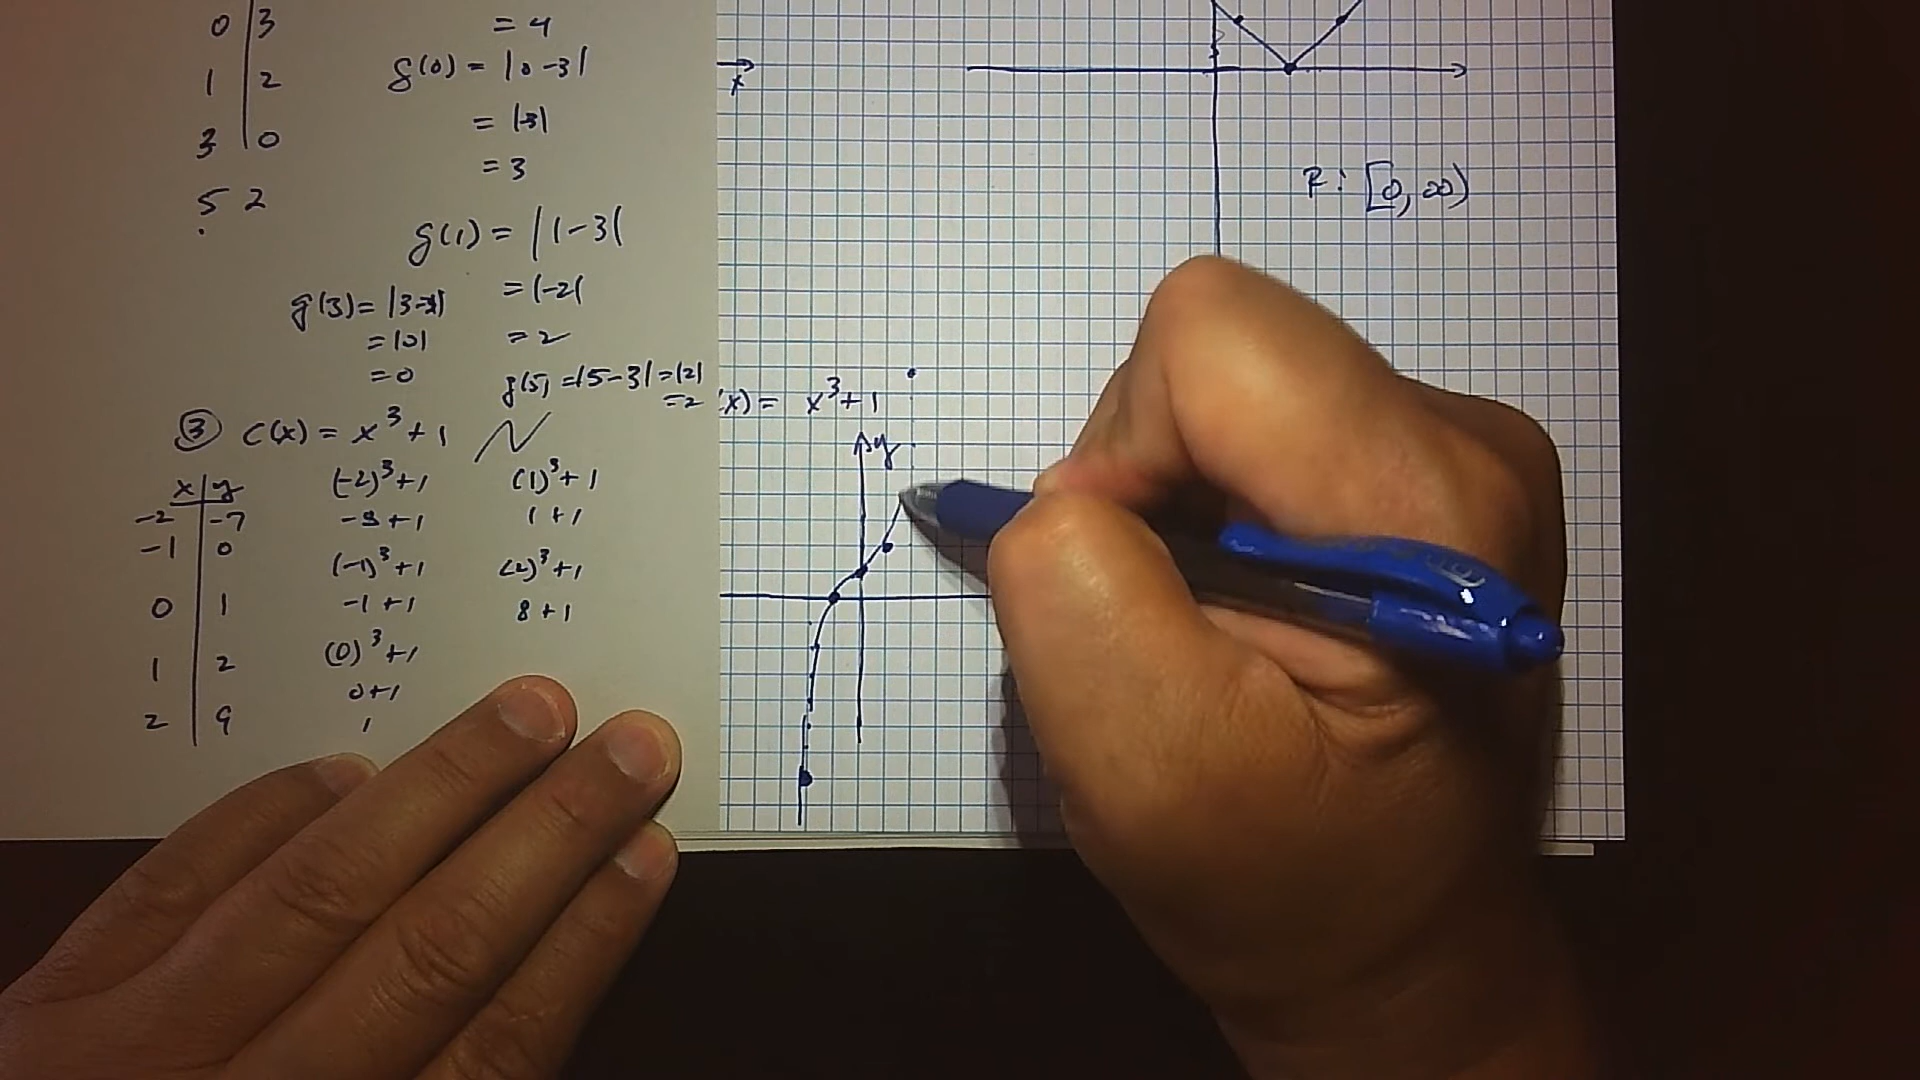 0 | 3
1 | 2
3 | 0
5 2
= 4
g(0) = |0-3|
= |-3|
= 3
g(1) = |1-3|
= |-2|
= 2
g(3) = |3-3|
= |0|
= 0
g(5) = |5-3| = |2|
= 2
③ C(x) = x³ + 1
x | y
-2 | -7
-1 | 0
0 | 1
1 | 2
2 | 9
(-2)³ + 1
-8 + 1
(-1)³ + 1
-1 + 1
(0)³ + 1
0 + 1
1
(1)³ + 1
1 + 1
(2)³ + 1
8 + 1
x
R: [0, ∞)
(x) = x³ + 1
y